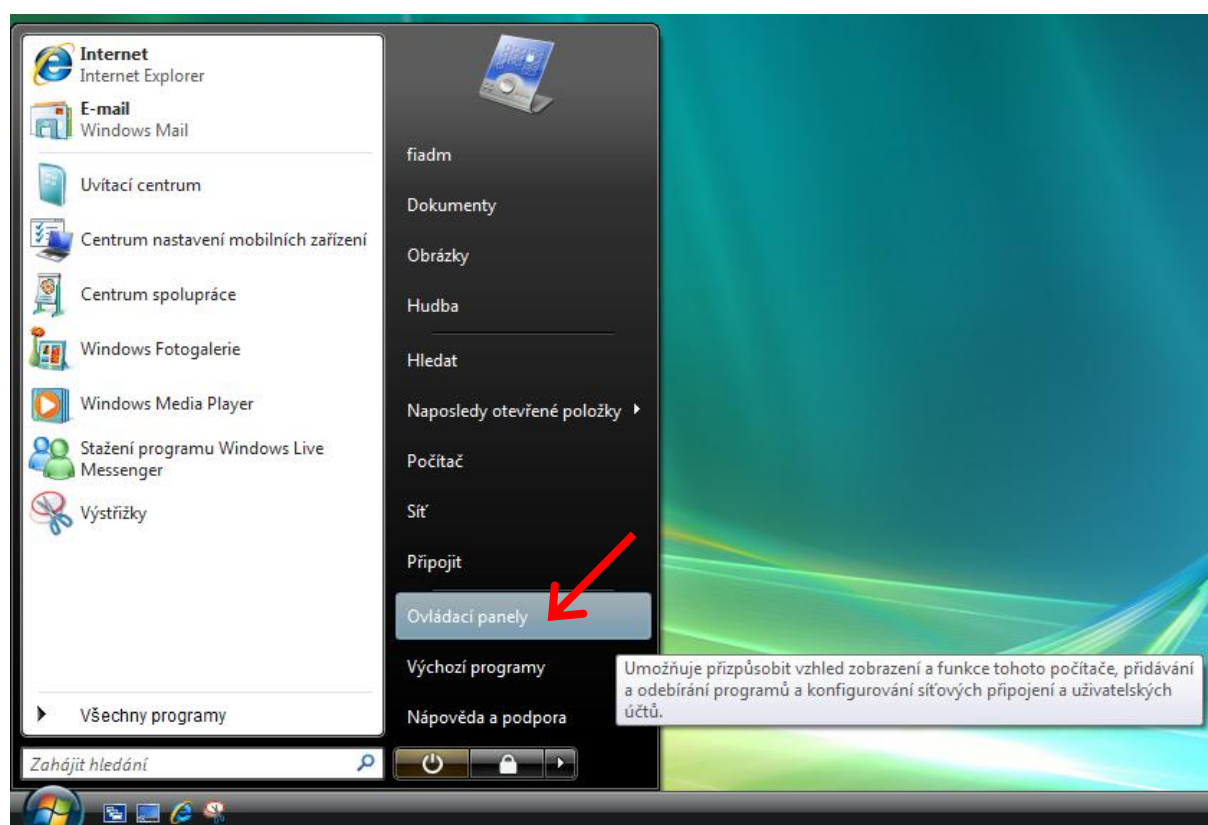 Internet
Internet Explorer
E-mail
Windows Mail
Uvítací centrum
Centrum nastavení mobilních zařízení
Centrum spolupráce
Windows Fotogalerie
Windows Media Player
Stažení programu Windows Live
Messenger
Výstřižky
Všechny programy
Zahájit hledání
fiadm
Dokumenty
Obrázky
Hudba
Hledat
Naposledy otevřené položky
Počítač
Síť
Připojit
Ovládací panely
Výchozí programy
Nápověda a podpora
Umožňuje přizpůsobit vzhled zobrazení a funkce tohoto počítače, přidávání
a odebírání programů a konfigurování síťových připojení a uživatelských
účtů.